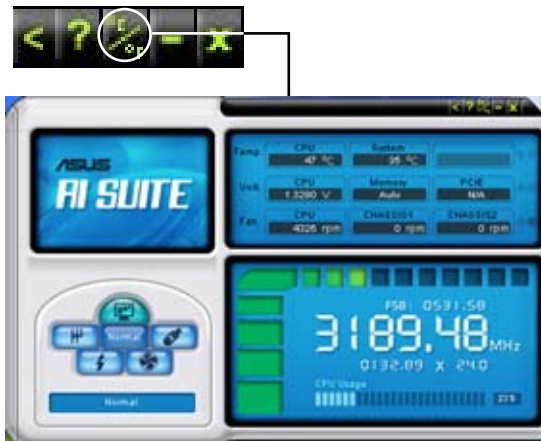 < ? °C/°F - x
< ? °C/°F - x
ASUS
AI SUITE
Temp. CPU System
47 °C 35 °C
Volt. CPU Memory PCIE
1.3280 V Auto N/A
Fan CPU CHASSIS1 CHASSIS2
4026 rpm 0 rpm 0 rpm
FSB: 0531.58
3189.48 MHz
0132.89 X 24.0
CPU Usage
23%
Normal
Normal